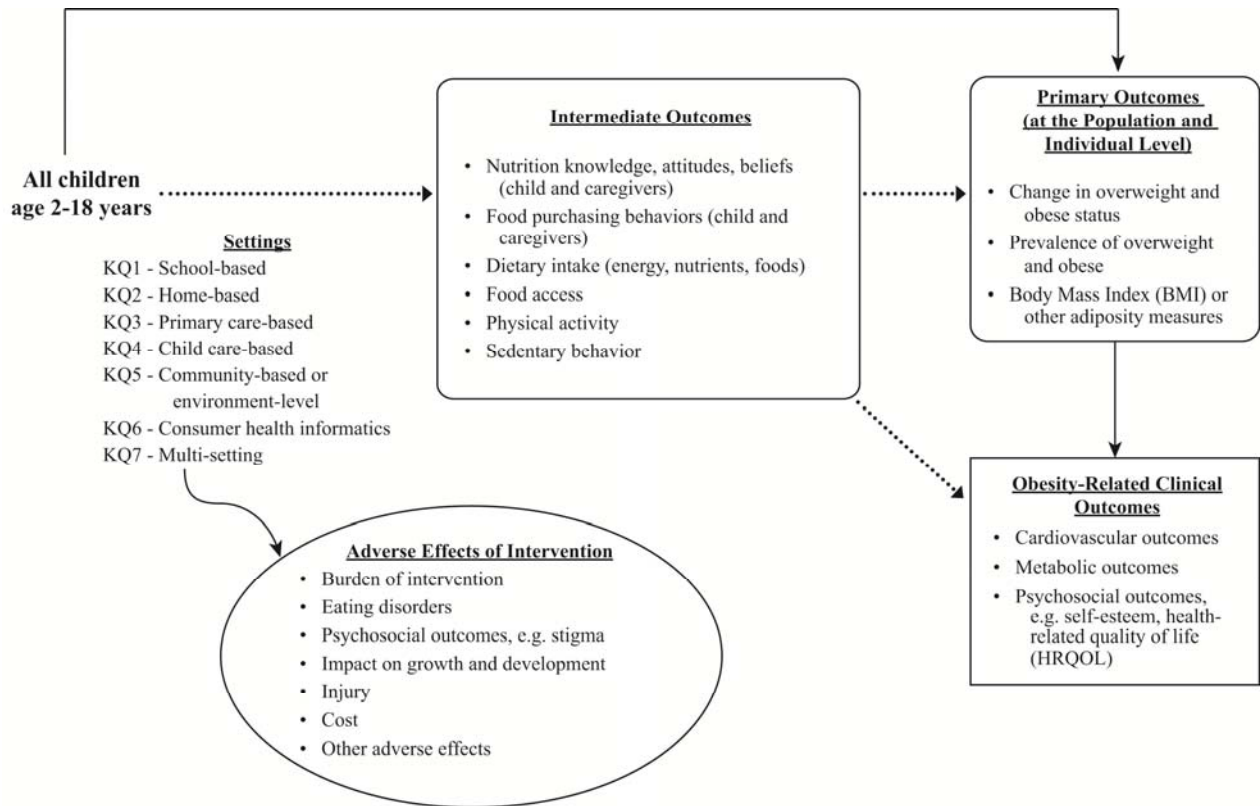 All children
age 2-18 years
Settings
KQ1 - School-based
KQ2 - Home-based
KQ3 - Primary care-based
KQ4 - Child care-based
KQ5 - Community-based or
environment-level
KQ6 - Consumer health informatics
KQ7 - Multi-setting
Intermediate Outcomes
• Nutrition knowledge, attitudes, beliefs
(child and caregivers)
• Food purchasing behaviors (child and
caregivers)
• Dietary intake (energy, nutrients, foods)
• Food access
• Physical activity
• Sedentary behavior
Primary Outcomes
(at the Population and
Individual Level)
• Change in overweight and
obese status
• Prevalence of overweight
and obese
• Body Mass Index (BMI) or
other adiposity measures
Adverse Effects of Intervention
• Burden of intervention
• Eating disorders
• Psychosocial outcomes, e.g. stigma
• Impact on growth and development
• Injury
• Cost
• Other adverse effects
Obesity-Related Clinical
Outcomes
• Cardiovascular outcomes
• Metabolic outcomes
• Psychosocial outcomes,
e.g. self-esteem, health-
related quality of life
(HRQOL)